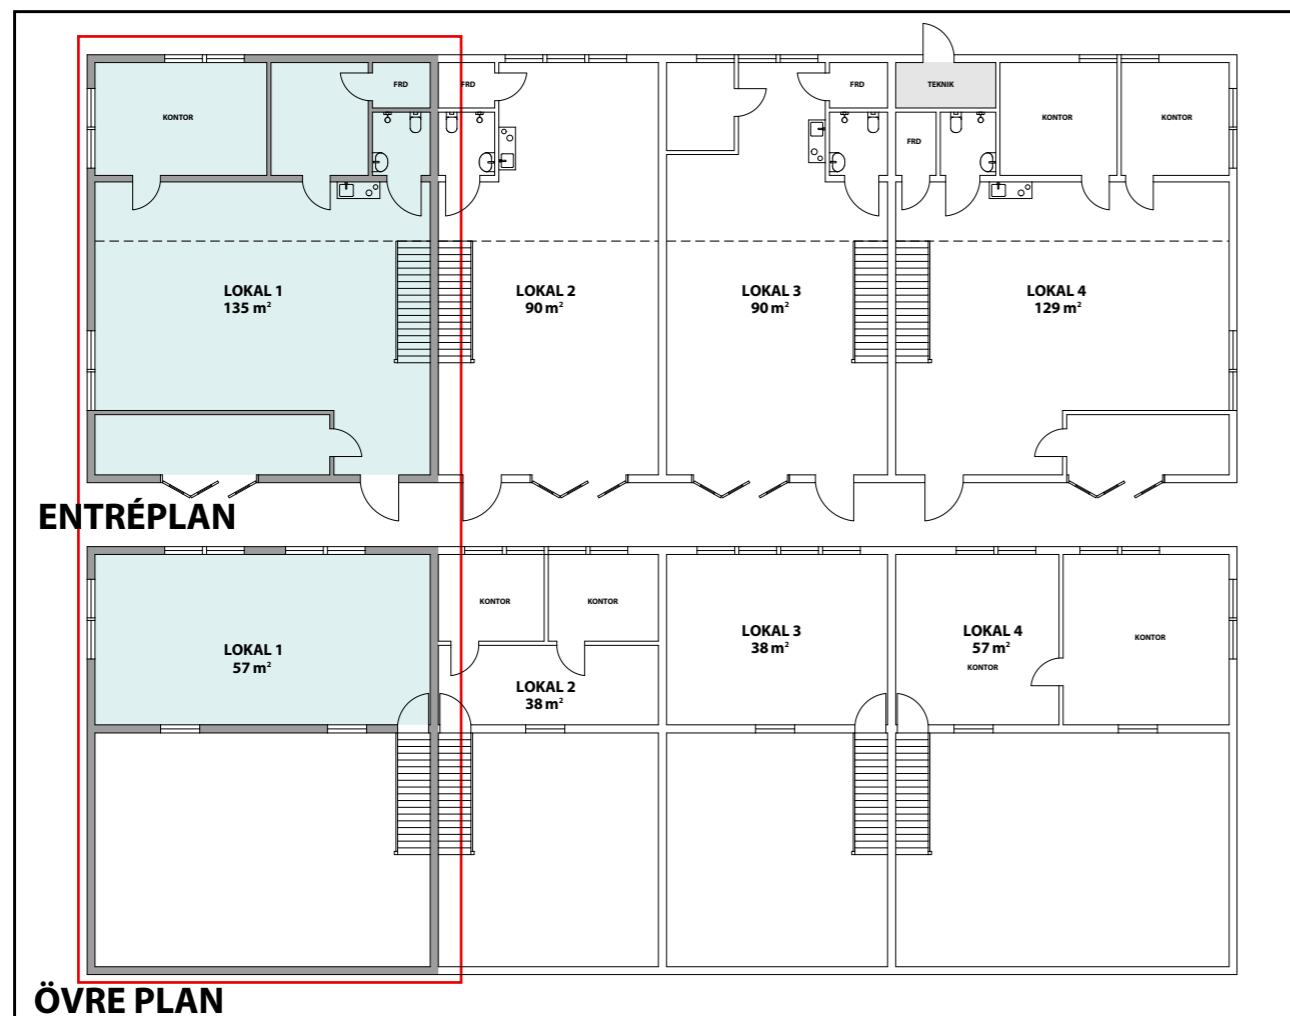 FRD
FRD
FRD
TEKNIK
KONTOR
KONTOR
KONTOR
FRD
LOKAL 1
135 m²
LOKAL 2
90 m²
LOKAL 3
90 m²
LOKAL 4
129 m²
ENTRÉPLAN
KONTOR
KONTOR
LOKAL 1
57 m²
LOKAL 2
38 m²
LOKAL 3
38 m²
LOKAL 4
57 m²
KONTOR
KONTOR
ÖVRE PLAN